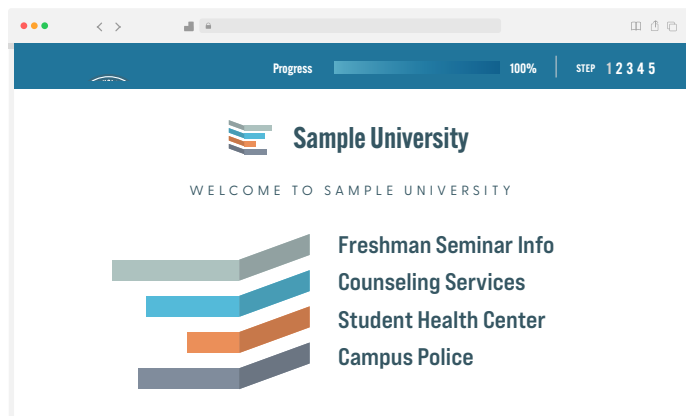 Progress 100% STEP 1 2 3 4 5
Sample University
WELCOME TO SAMPLE UNIVERSITY
Freshman Seminar Info
Counseling Services
Student Health Center
Campus Police